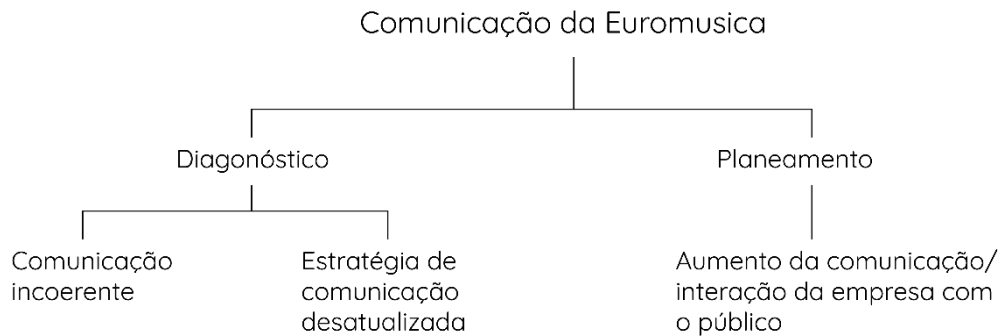 Comunicação da Euromusica
Diagonóstico
Planeamento
Comunicação
incoerente
Estratégia de
comunicação
desatualizada
Aumento da comunicação/
interação da empresa com
o público